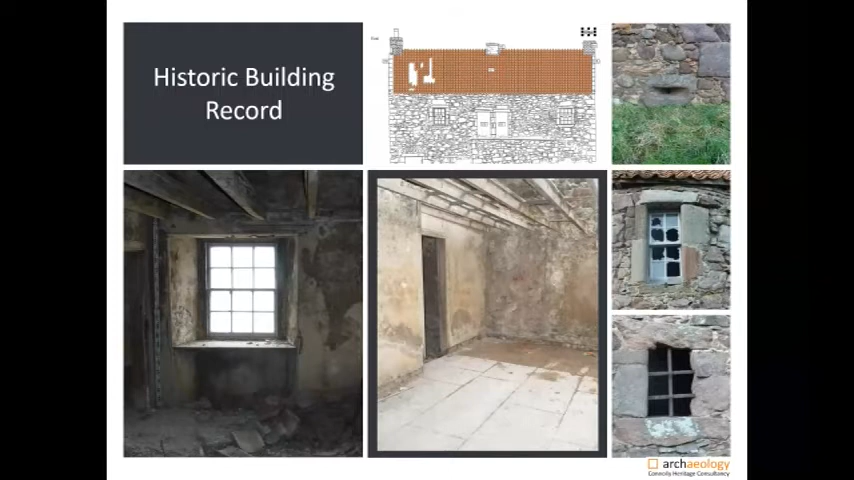 Historic Building
Record
archaeology
Connolly Heritage Consultancy